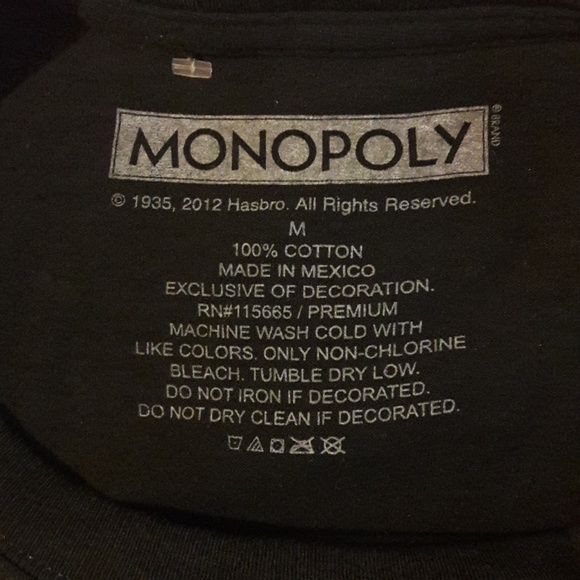 MONOPOLY
® BRAND
© 1935, 2012 Hasbro. All Rights Reserved.
M
100% COTTON
MADE IN MEXICO
EXCLUSIVE OF DECORATION.
RN#115665 / PREMIUM
MACHINE WASH COLD WITH
LIKE COLORS. ONLY NON-CHLORINE
BLEACH. TUMBLE DRY LOW.
DO NOT IRON IF DECORATED.
DO NOT DRY CLEAN IF DECORATED.